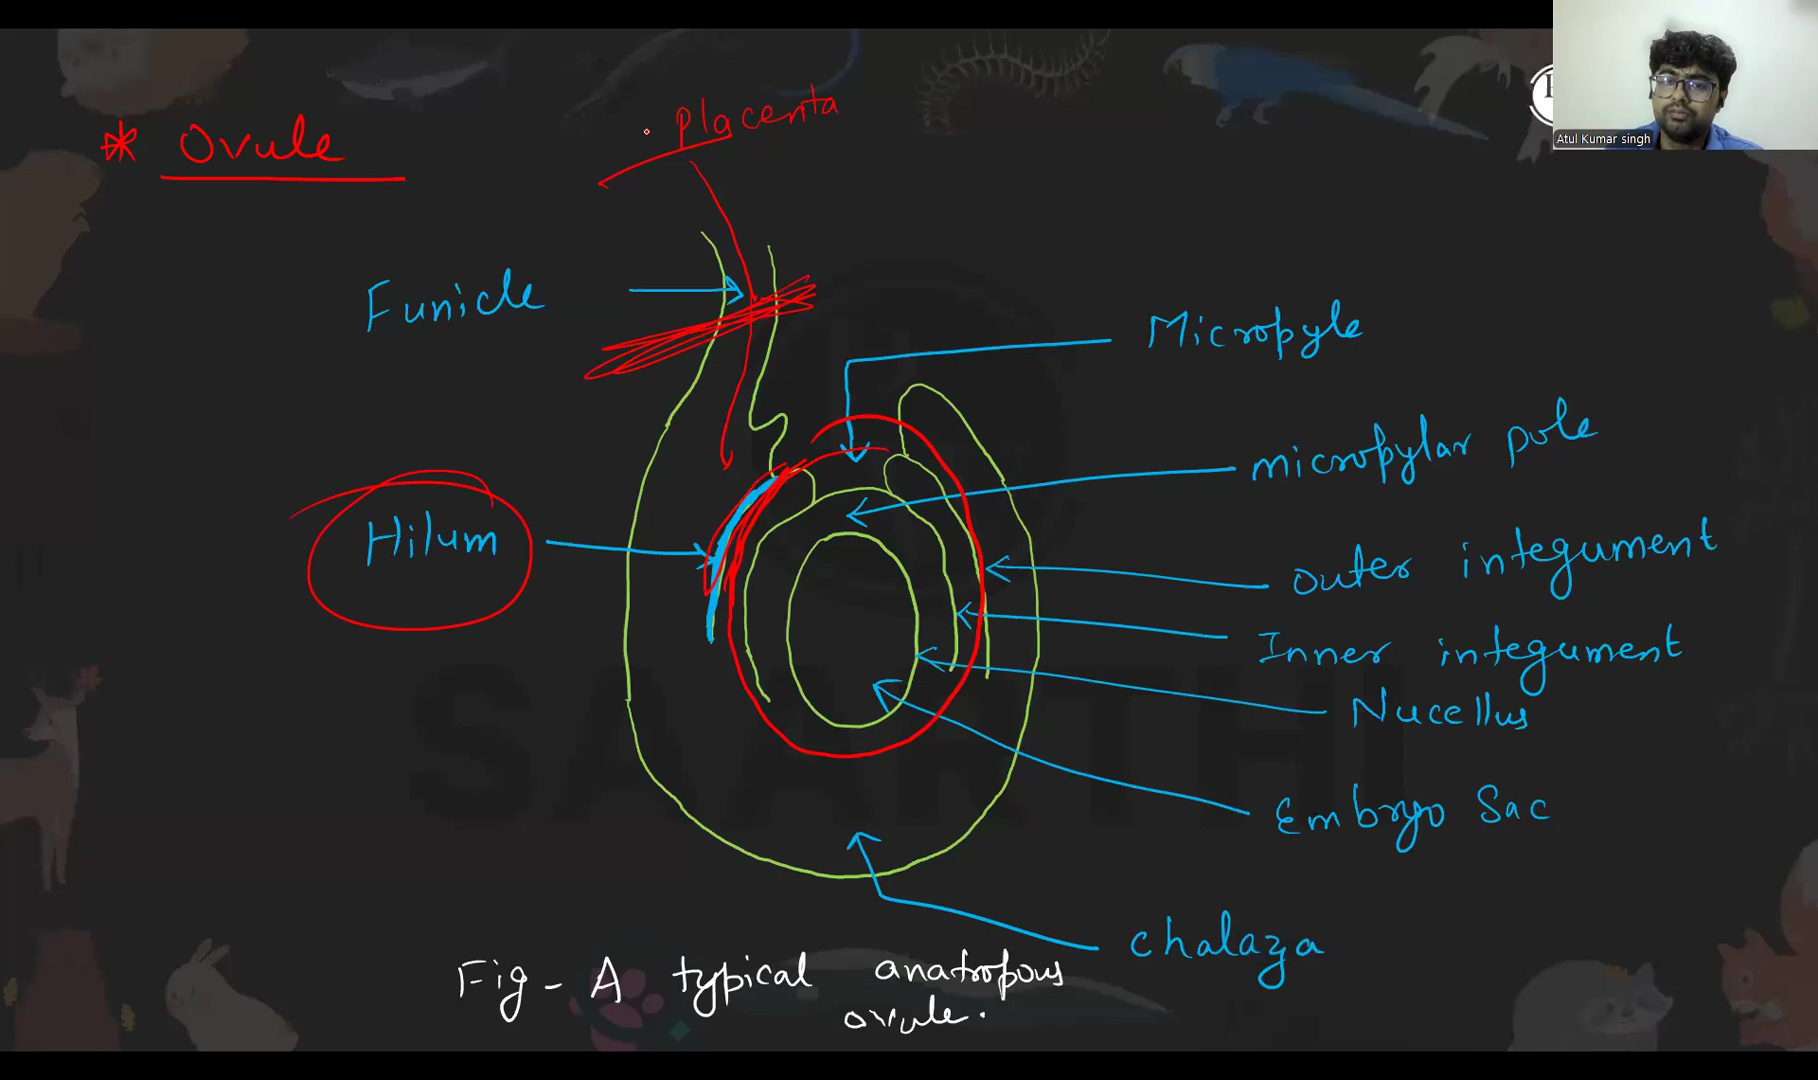 * Ovule
Placenta
Atul Kumar singh
Funicle
Micropyle
micropylar pole
Hilum
outer integument
Inner integument
Nucellus
Embryo Sac
chalaza
Fig - A typical anatropous
ovule.
SAARTHI